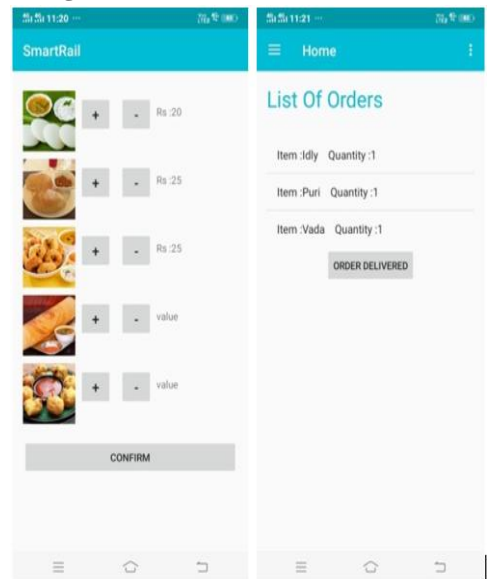 11:20 ...
SmartRail
+ - Rs :20
+ - Rs :25
+ - Rs :25
+ - value
+ - value
CONFIRM
11:21 ...
Home
List Of Orders
Item :Idly Quantity :1
Item :Puri Quantity :1
Item :Vada Quantity :1
ORDER DELIVERED